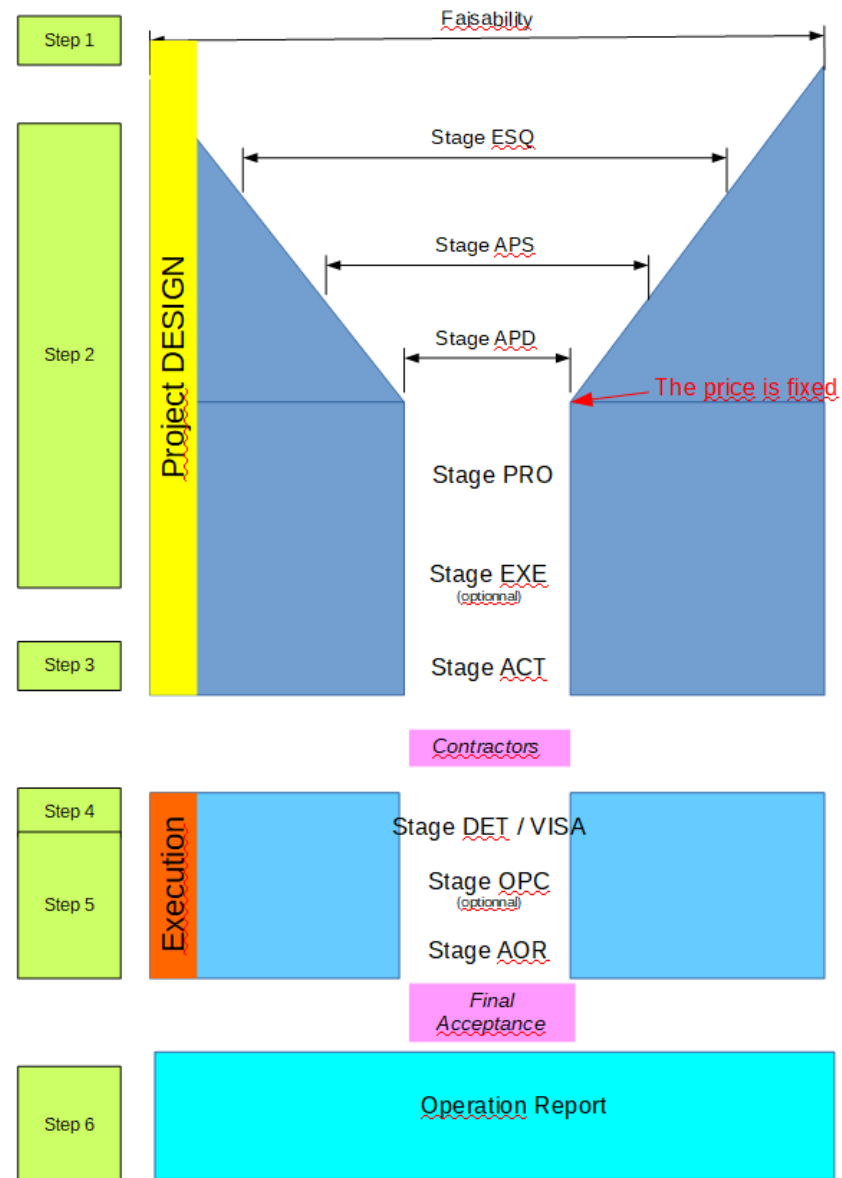 Faisability
Step 1
Stage ESQ
Stage APS
Step 2
Project DESIGN
Stage APD
The price is fixed
Stage PRO
Stage EXE
(optionnal)
Step 3
Stage ACT
Contractors
Step 4
Stage DET / VISA
Execution
Stage OPC
(optionnal)
Step 5
Stage AOR
Final
Acceptance
Operation Report
Step 6